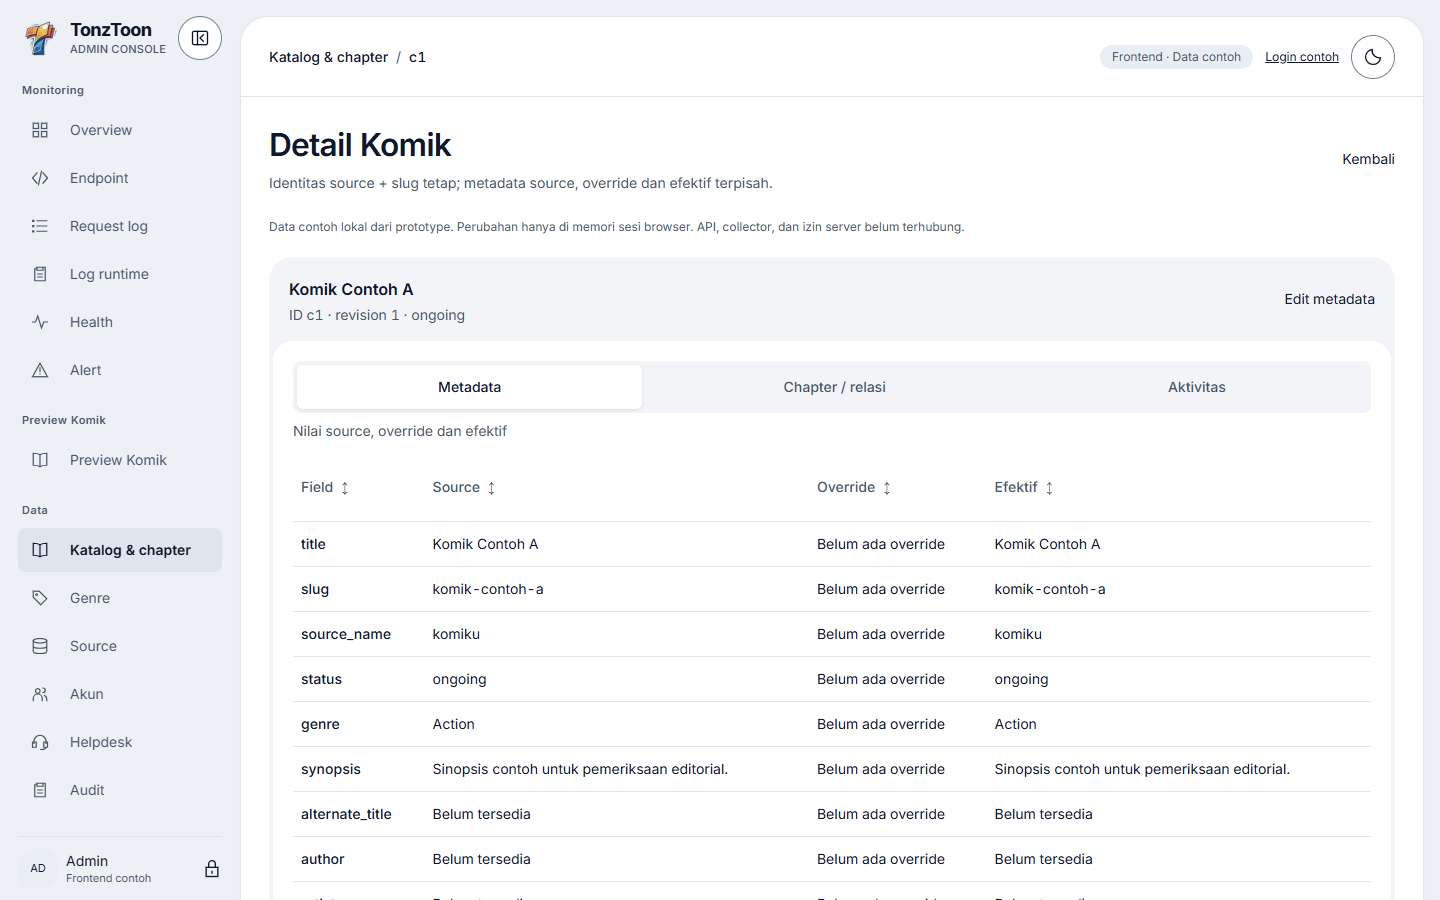 TonzToon
ADMIN CONSOLE
Monitoring
Overview
Endpoint
Request log
Log runtime
Health
Alert
Preview Komik
Preview Komik
Data
Katalog & chapter
Genre
Source
Akun
Helpdesk
Audit
AD
Admin
Frontend contoh
Katalog & chapter / c1
Frontend · Data contoh
Login contoh
Detail Komik
Identitas source + slug tetap; metadata source, override dan efektif terpisah.
Kembali
Data contoh lokal dari prototype. Perubahan hanya di memori sesi browser. API, collector, dan izin server belum terhubung.
Komik Contoh A
ID c1 · revision 1 · ongoing
Edit metadata
Metadata Chapter / relasi Aktivitas
Nilai source, override dan efektif
Field Source Override Efektif
title Komik Contoh A Belum ada override Komik Contoh A
slug komik-contoh-a Belum ada override komik-contoh-a
source_name komiku Belum ada override komiku
status ongoing Belum ada override ongoing
genre Action Belum ada override Action
synopsis Sinopsis contoh untuk pemeriksaan editorial. Belum ada override Sinopsis contoh untuk pemeriksaan editorial.
alternate_title Belum tersedia Belum ada override Belum tersedia
author Belum tersedia Belum ada override Belum tersedia